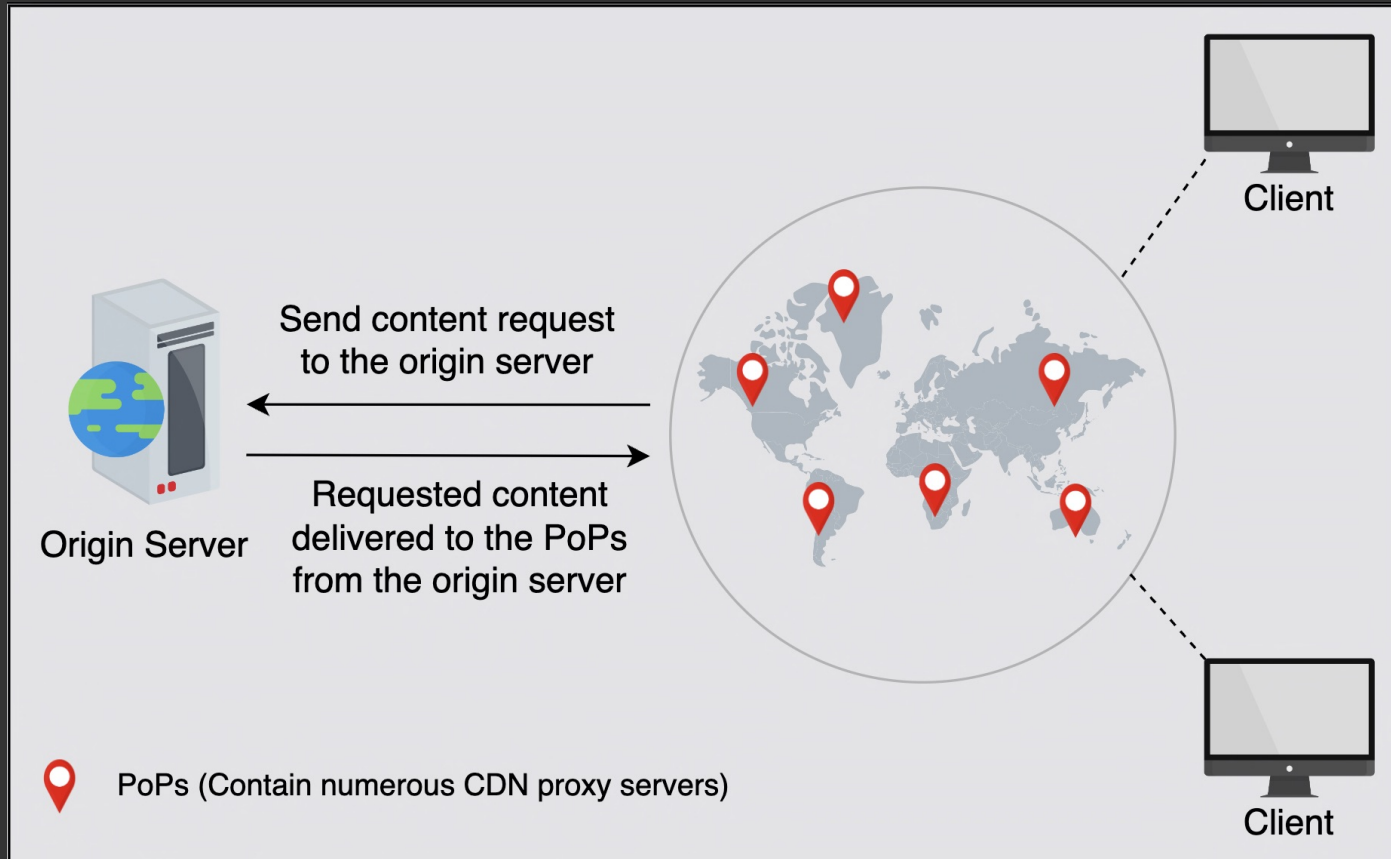 Client
Send content request
to the origin server
Requested content
delivered to the PoPs
from the origin server
Origin Server
PoPs (Contain numerous CDN proxy servers)
Client